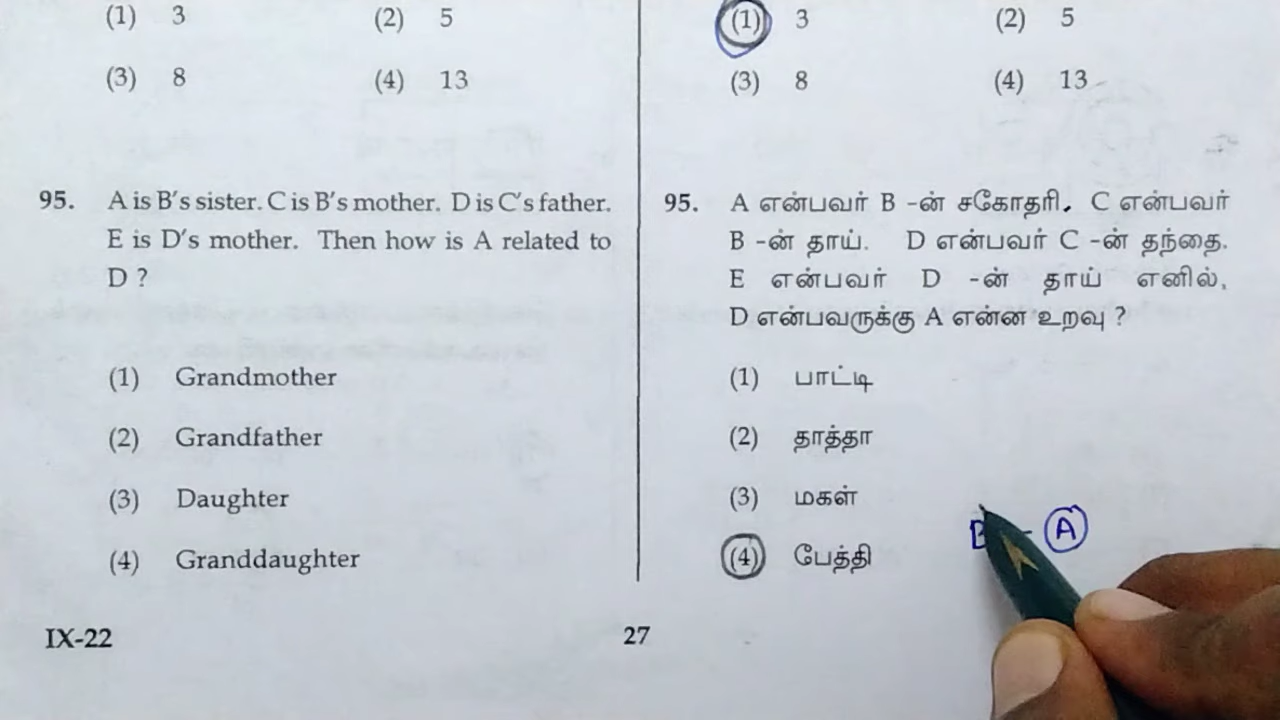 (1) 3 (2) 5
(3) 8 (4) 13
95. A is B's sister. C is B's mother. D is C's father.
E is D's mother. Then how is A related to
D ?
(1) Grandmother
(2) Grandfather
(3) Daughter
(4) Granddaughter
(1) 3 (2) 5
(3) 8 (4) 13
95. A என்பவர் B -ன் சகோதரி. C என்பவர்
B -ன் தாய். D என்பவர் C -ன் தந்தை.
E என்பவர் D -ன் தாய் எனில்,
D என்பவருக்கு A என்ன உறவு ?
(1) பாட்டி
(2) தாத்தா
(3) மகள்
(4) பேத்தி
B - A
IX-22 27